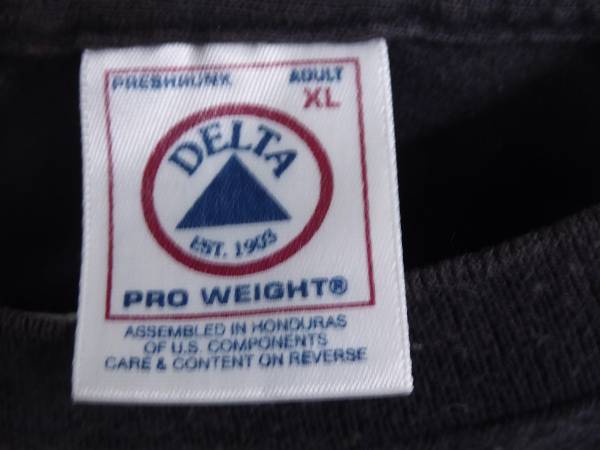 PRESHRUNK ADULT
XL
DELTA
EST. 1903
PRO WEIGHT®
ASSEMBLED IN HONDURAS
OF U.S. COMPONENTS
CARE & CONTENT ON REVERSE